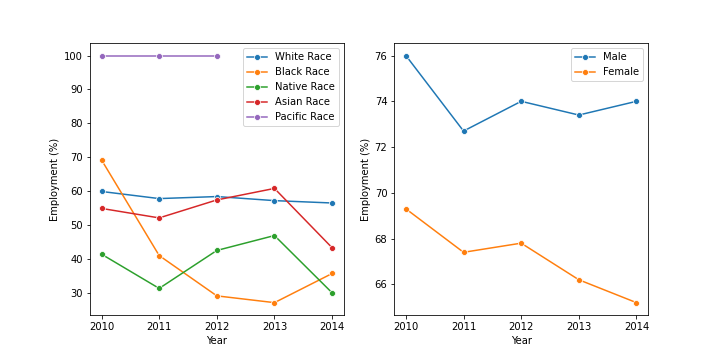 100
90
80
70
60
50
40
30
Employment (%)
2010 2011 2012 2013 2014
Year
White Race
Black Race
Native Race
Asian Race
Pacific Race
76
74
72
70
68
66
Employment (%)
2010 2011 2012 2013 2014
Year
Male
Female